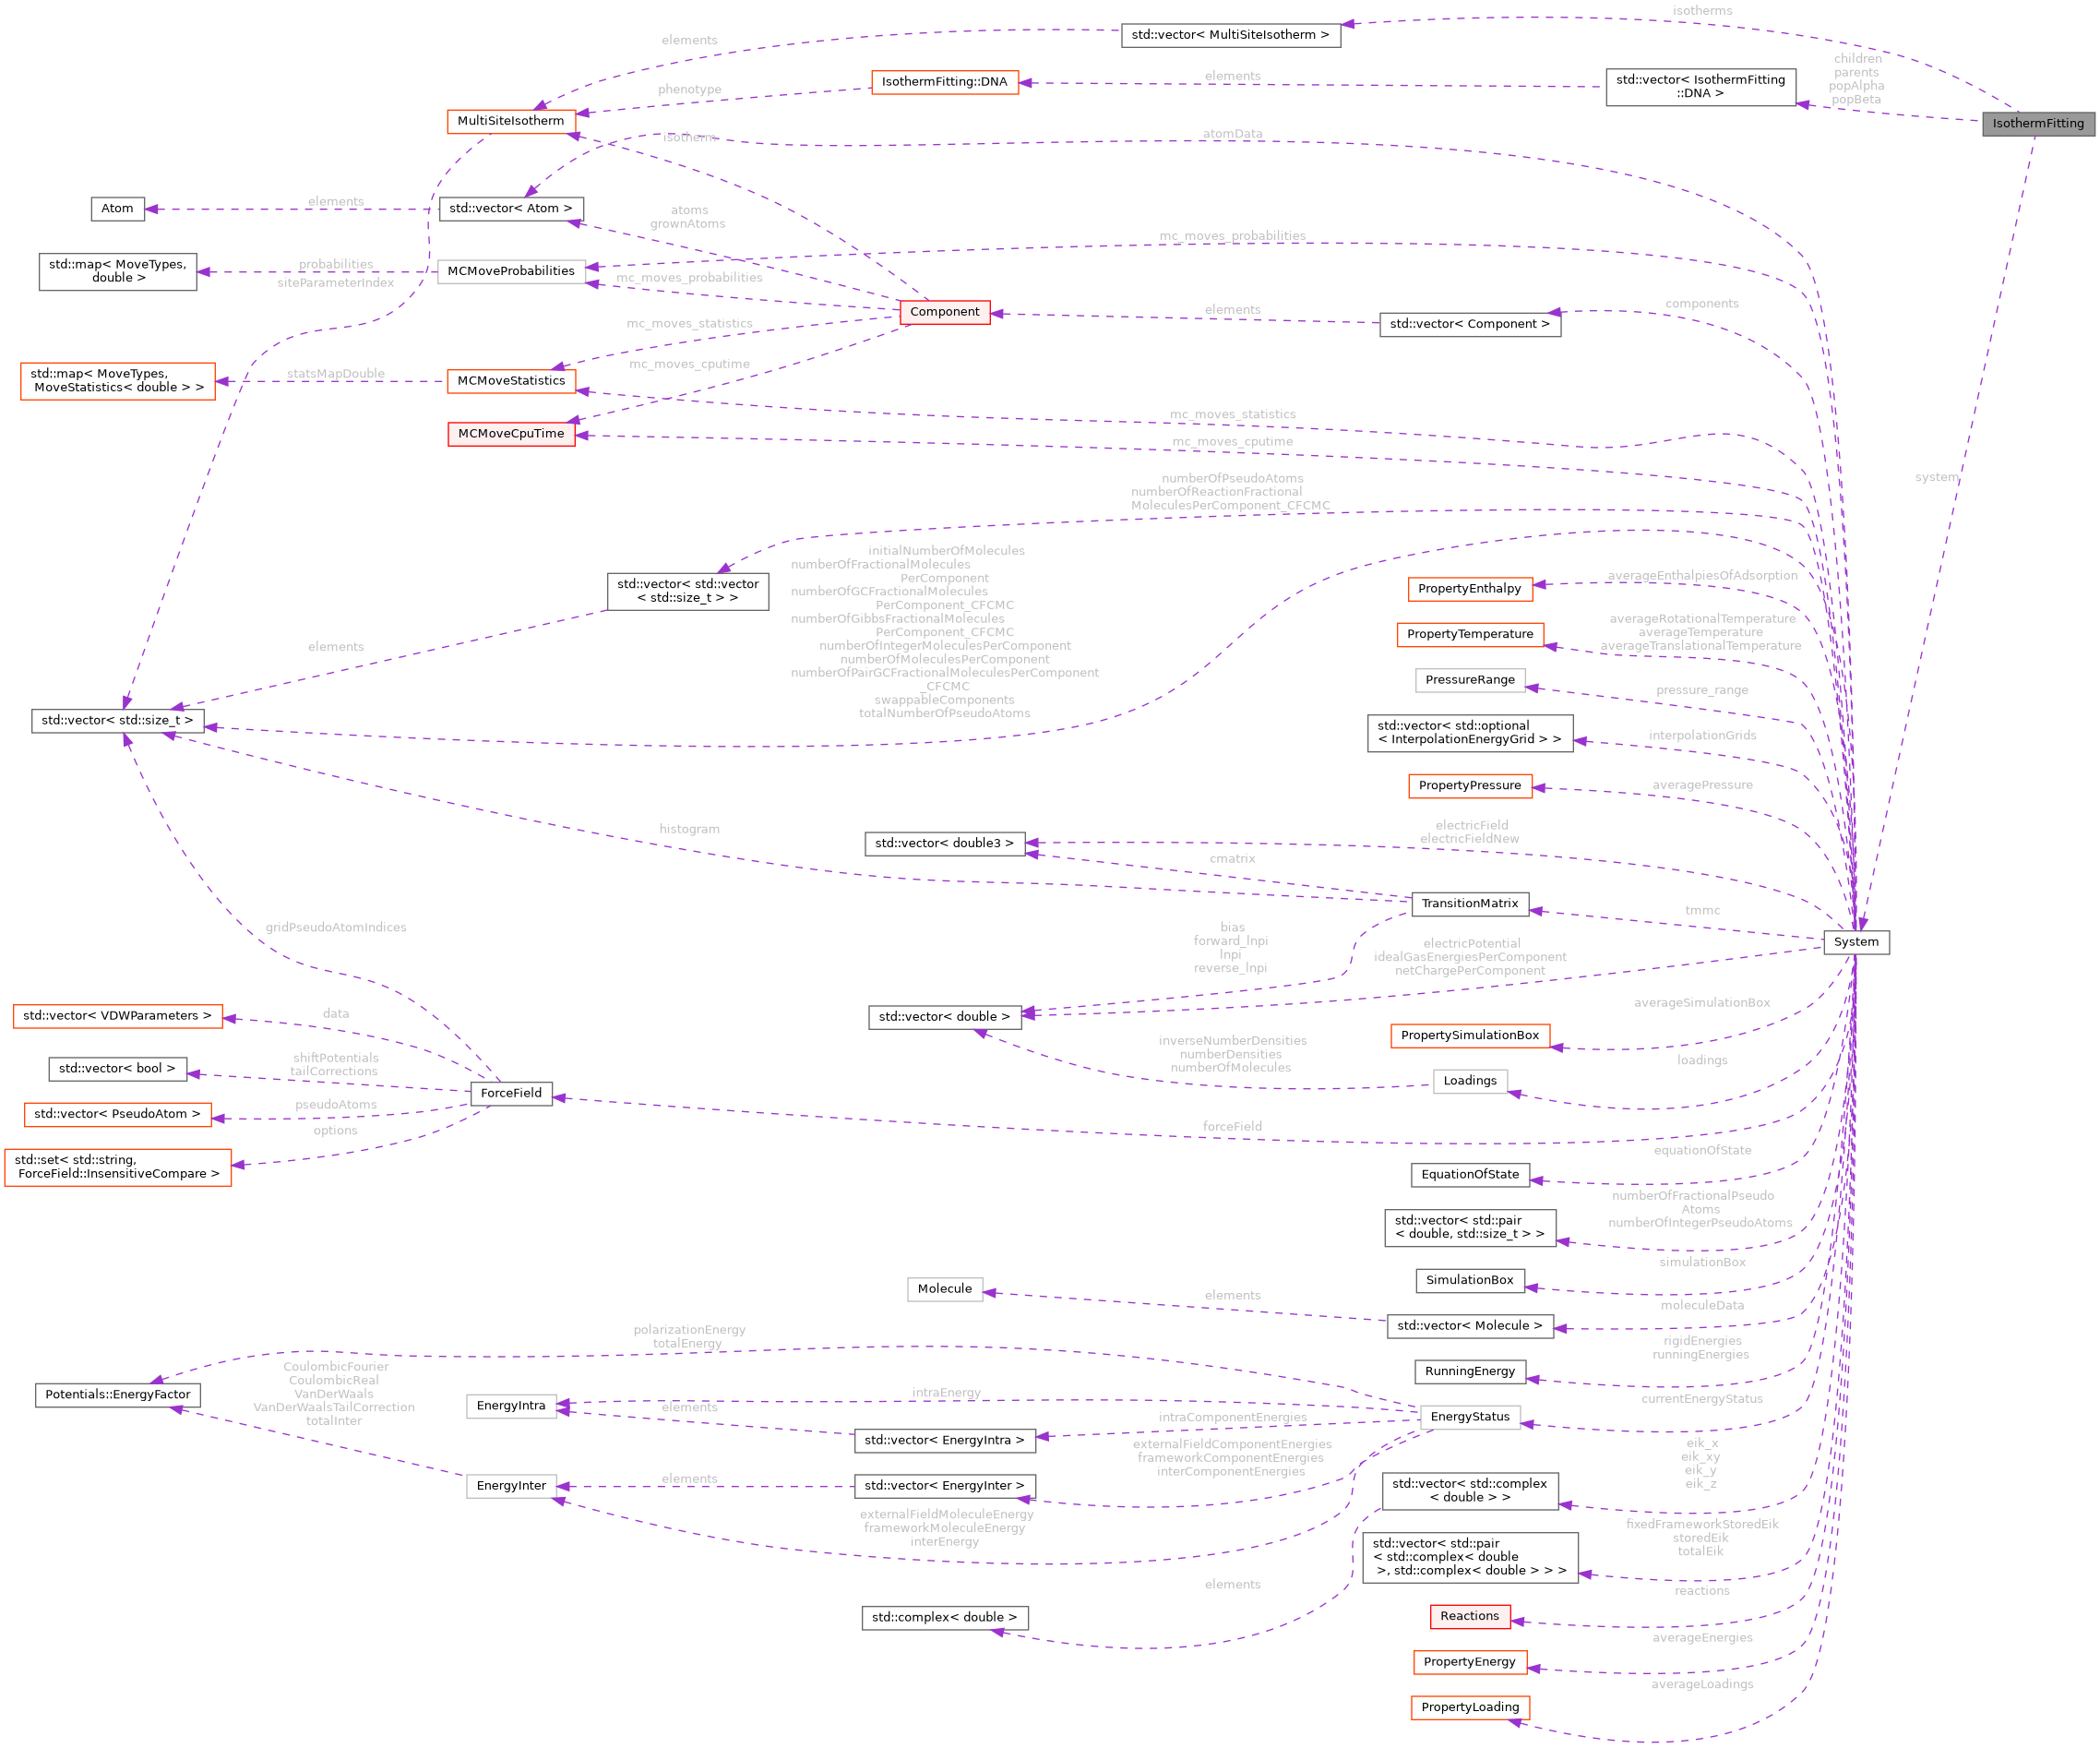 isotherms
std::vector< MultiSiteIsotherm >
elements
children
parents
popAlpha
popBeta
std::vector< IsothermFitting
::DNA >
elements
IsothermFitting::DNA
phenotype
IsothermFitting
MultiSiteIsotherm
isotherm
atomData
Atom
elements
std::vector< Atom >
atoms
grownAtoms
mc_moves_probabilities
std::map< MoveTypes,
double >
probabilities
MCMoveProbabilities
mc_moves_probabilities
siteParameterIndex
Component
elements
std::vector< Component >
components
mc_moves_statistics
mc_moves_cputime
std::map< MoveTypes,
MoveStatistics< double > >
statsMapDouble
MCMoveStatistics
mc_moves_statistics
MCMoveCpuTime
mc_moves_cputime
system
numberOfPseudoAtoms
numberOfReactionFractional
MoleculesPerComponent_CFCMC
initialNumberOfMolecules
numberOfFractionalMolecules
PerComponent
numberOfGCFractionalMolecules
PerComponent_CFCMC
numberOfGibbsFractionalMolecules
PerComponent_CFCMC
numberOfIntegerMoleculesPerComponent
numberOfMoleculesPerComponent
numberOfPairGCFractionalMoleculesPerComponent
_CFCMC
swappableComponents
totalNumberOfPseudoAtoms
std::vector< std::vector
< std::size_t > >
elements
std::vector< std::size_t >
PropertyEnthalpy
averageEnthalpiesOfAdsorption
PropertyTemperature
averageRotationalTemperature
averageTemperature
averageTranslationalTemperature
PressureRange
pressure_range
std::vector< std::optional
< InterpolationEnergyGrid > >
interpolationGrids
PropertyPressure
averagePressure
histogram
std::vector< double3 >
electricField
electricFieldNew
cmatrix
TransitionMatrix
tmmc
System
gridPseudoAtomIndices
bias
forward_lnpi
lnpi
reverse_lnpi
electricPotential
idealGasEnergiesPerComponent
netChargePerComponent
std::vector< double >
averageSimulationBox
PropertySimulationBox
std::vector< VDWParameters >
data
inverseNumberDensities
numberDensities
numberOfMolecules
Loadings
loadings
std::vector< bool >
shiftPotentials
tailCorrections
ForceField
std::vector< PseudoAtom >
pseudoAtoms
options
forceField
std::set< std::string,
ForceField::InsensitiveCompare >
EquationOfState
equationOfState
std::vector< std::pair
< double, std::size_t > >
numberOfFractionalPseudo
Atoms
numberOfIntegerPseudoAtoms
SimulationBox
simulationBox
Molecule
elements
std::vector< Molecule >
moleculeData
polarizationEnergy
totalEnergy
RunningEnergy
rigidEnergies
runningEnergies
Potentials::EnergyFactor
CoulombicFourier
CoulombicReal
VanDerWaals
VanDerWaalsTailCorrection
totalInter
EnergyIntra
intraEnergy
elements
intraComponentEnergies
EnergyStatus
currentEnergyStatus
std::vector< EnergyIntra >
externalFieldComponentEnergies
frameworkComponentEnergies
interComponentEnergies
EnergyInter
elements
std::vector< EnergyInter >
externalFieldMoleculeEnergy
frameworkMoleculeEnergy
interEnergy
std::vector< std::complex
< double > >
eik_x
eik_xy
eik_y
eik_z
std::vector< std::pair
< std::complex< double
>, std::complex< double > > >
fixedFrameworkStoredEik
storedEik
totalEik
elements
std::complex< double >
Reactions
reactions
PropertyEnergy
averageEnergies
PropertyLoading
averageLoadings